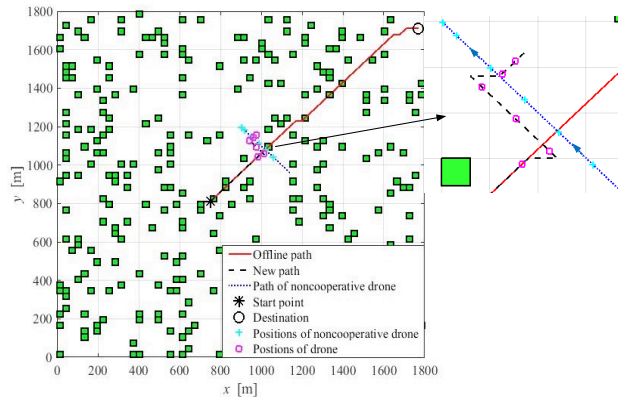 1800
1600
1400
1200
1000
800
600
400
200
0
y [m]
Offline path
New path
Path of noncooperative drone
Start point
Destination
Positions of noncooperative drone
Postions of drone
0 200 400 600 800 1000 1200 1400 1600 1800
x [m]